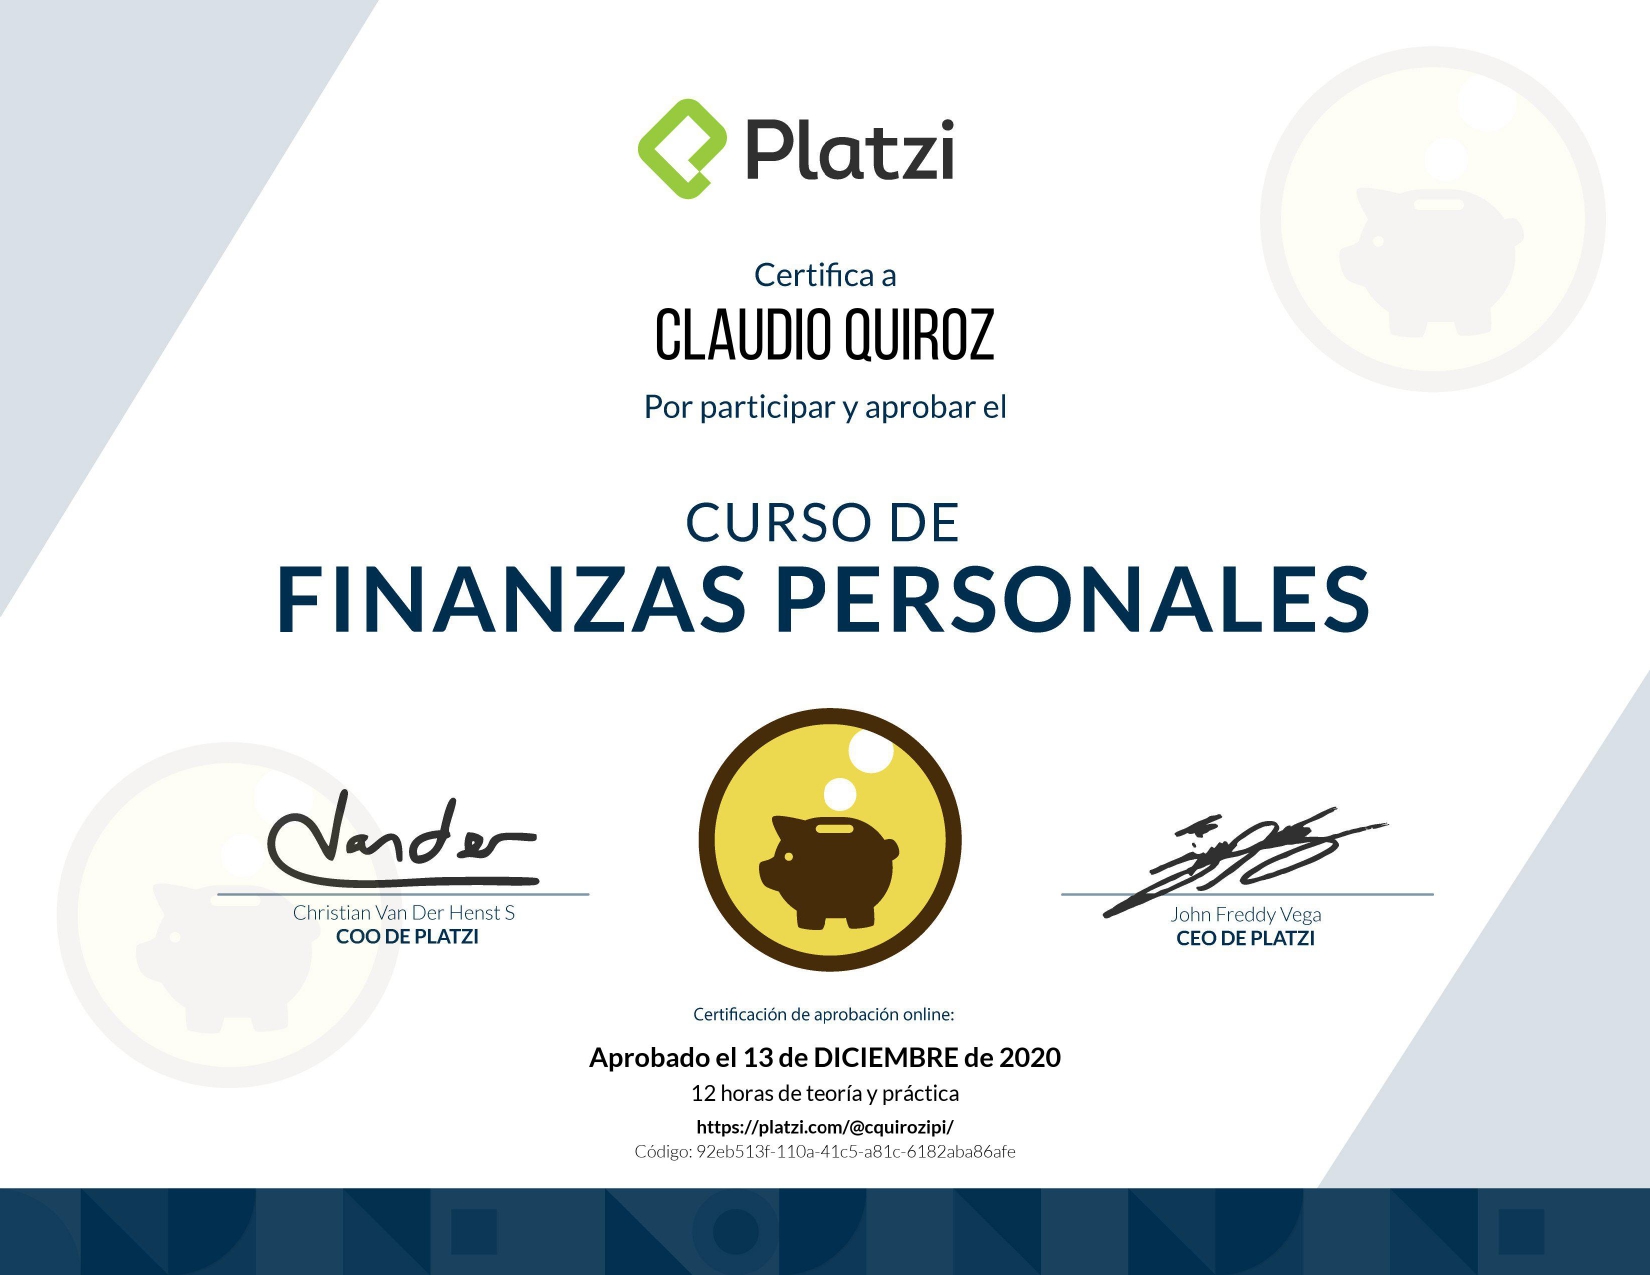 Platzi
Certifica a
CLAUDIO QUIROZ
Por participar y aprobar el
CURSO DE
FINANZAS PERSONALES
Vander
Christian Van Der Henst S
COO DE PLATZI
John Freddy Vega
CEO DE PLATZI
Certificación de aprobación online:
Aprobado el 13 de DICIEMBRE de 2020
12 horas de teoría y práctica
https://platzi.com/@cquirozipi/
Código: 92eb513f-110a-41c5-a81c-6182aba86afe